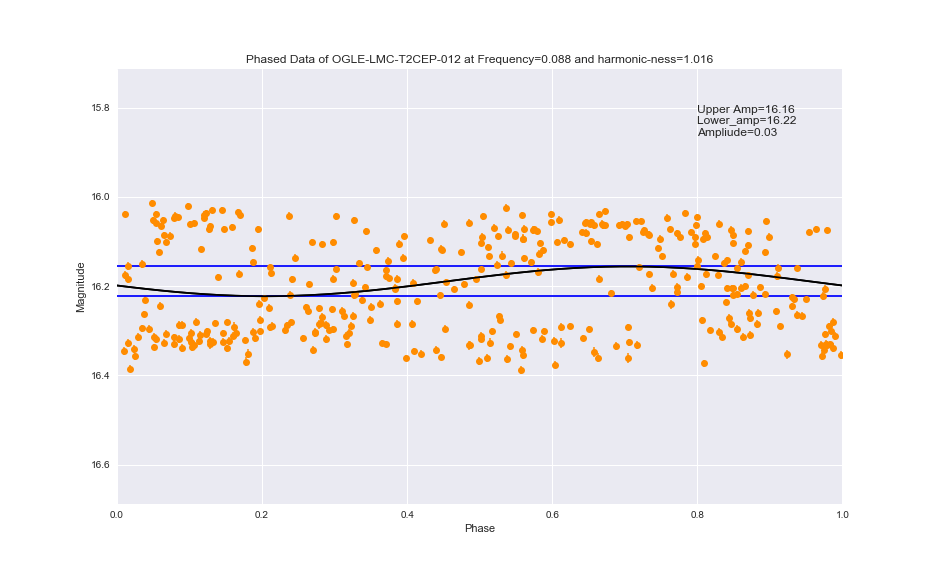 Phased Data of OGLE-LMC-T2CEP-012 at Frequency=0.088 and harmonic-ness=1.016
Upper Amp=16.16
Lower_amp=16.22
Ampliude=0.03
15.8
16.0
16.2
16.4
16.6
Magnitude
0.0 0.2 0.4 0.6 0.8 1.0
Phase